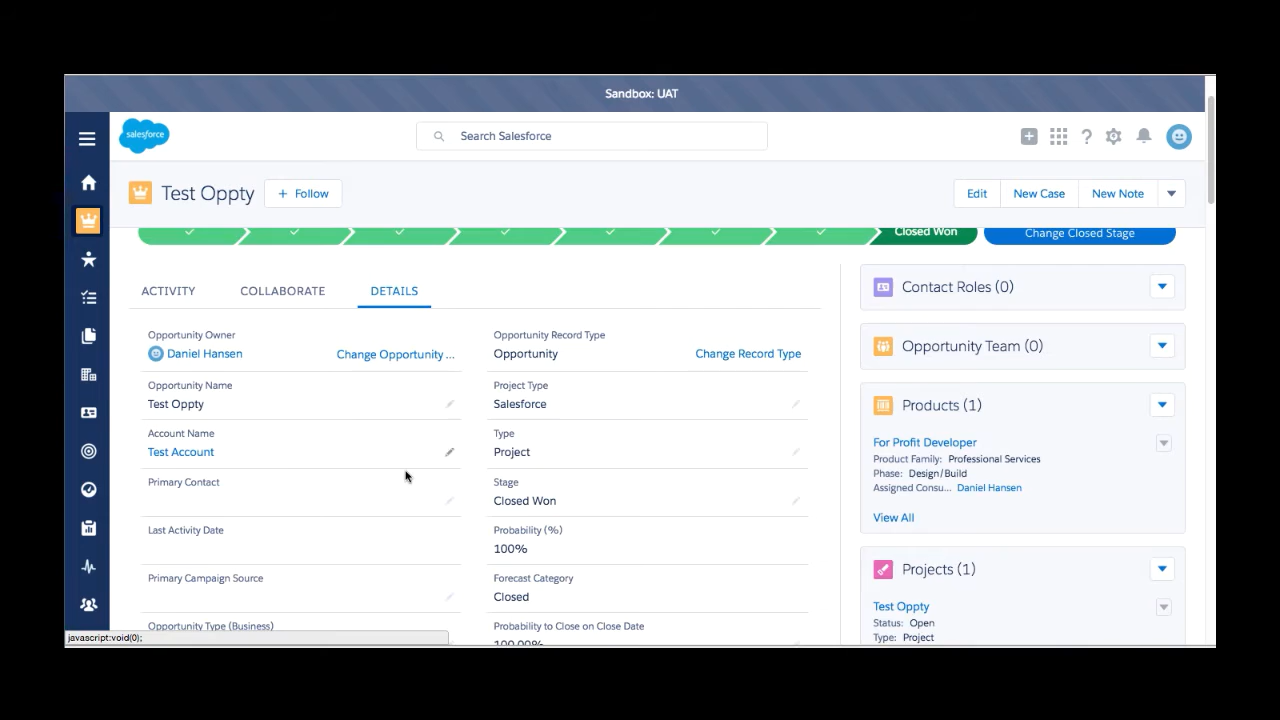 Sandbox: UAT
salesforce
Search Salesforce
Test Oppty
+ Follow
Edit
New Case
New Note
Closed Won
Change Closed Stage
ACTIVITY
COLLABORATE
DETAILS
Opportunity Owner
Daniel Hansen
Change Opportunity ...
Opportunity Record Type
Opportunity
Change Record Type
Opportunity Name
Test Oppty
Project Type
Salesforce
Account Name
Test Account
Type
Project
Primary Contact
Stage
Closed Won
Last Activity Date
Probability (%)
100%
Primary Campaign Source
Forecast Category
Closed
Opportunity Type (Business)
Probability to Close on Close Date
100.00%
javascript:void(0);
Contact Roles (0)
Opportunity Team (0)
Products (1)
For Profit Developer
Product Family: Professional Services
Phase: Design/Build
Assigned Consu... Daniel Hansen
View All
Projects (1)
Test Oppty
Status: Open
Type: Project